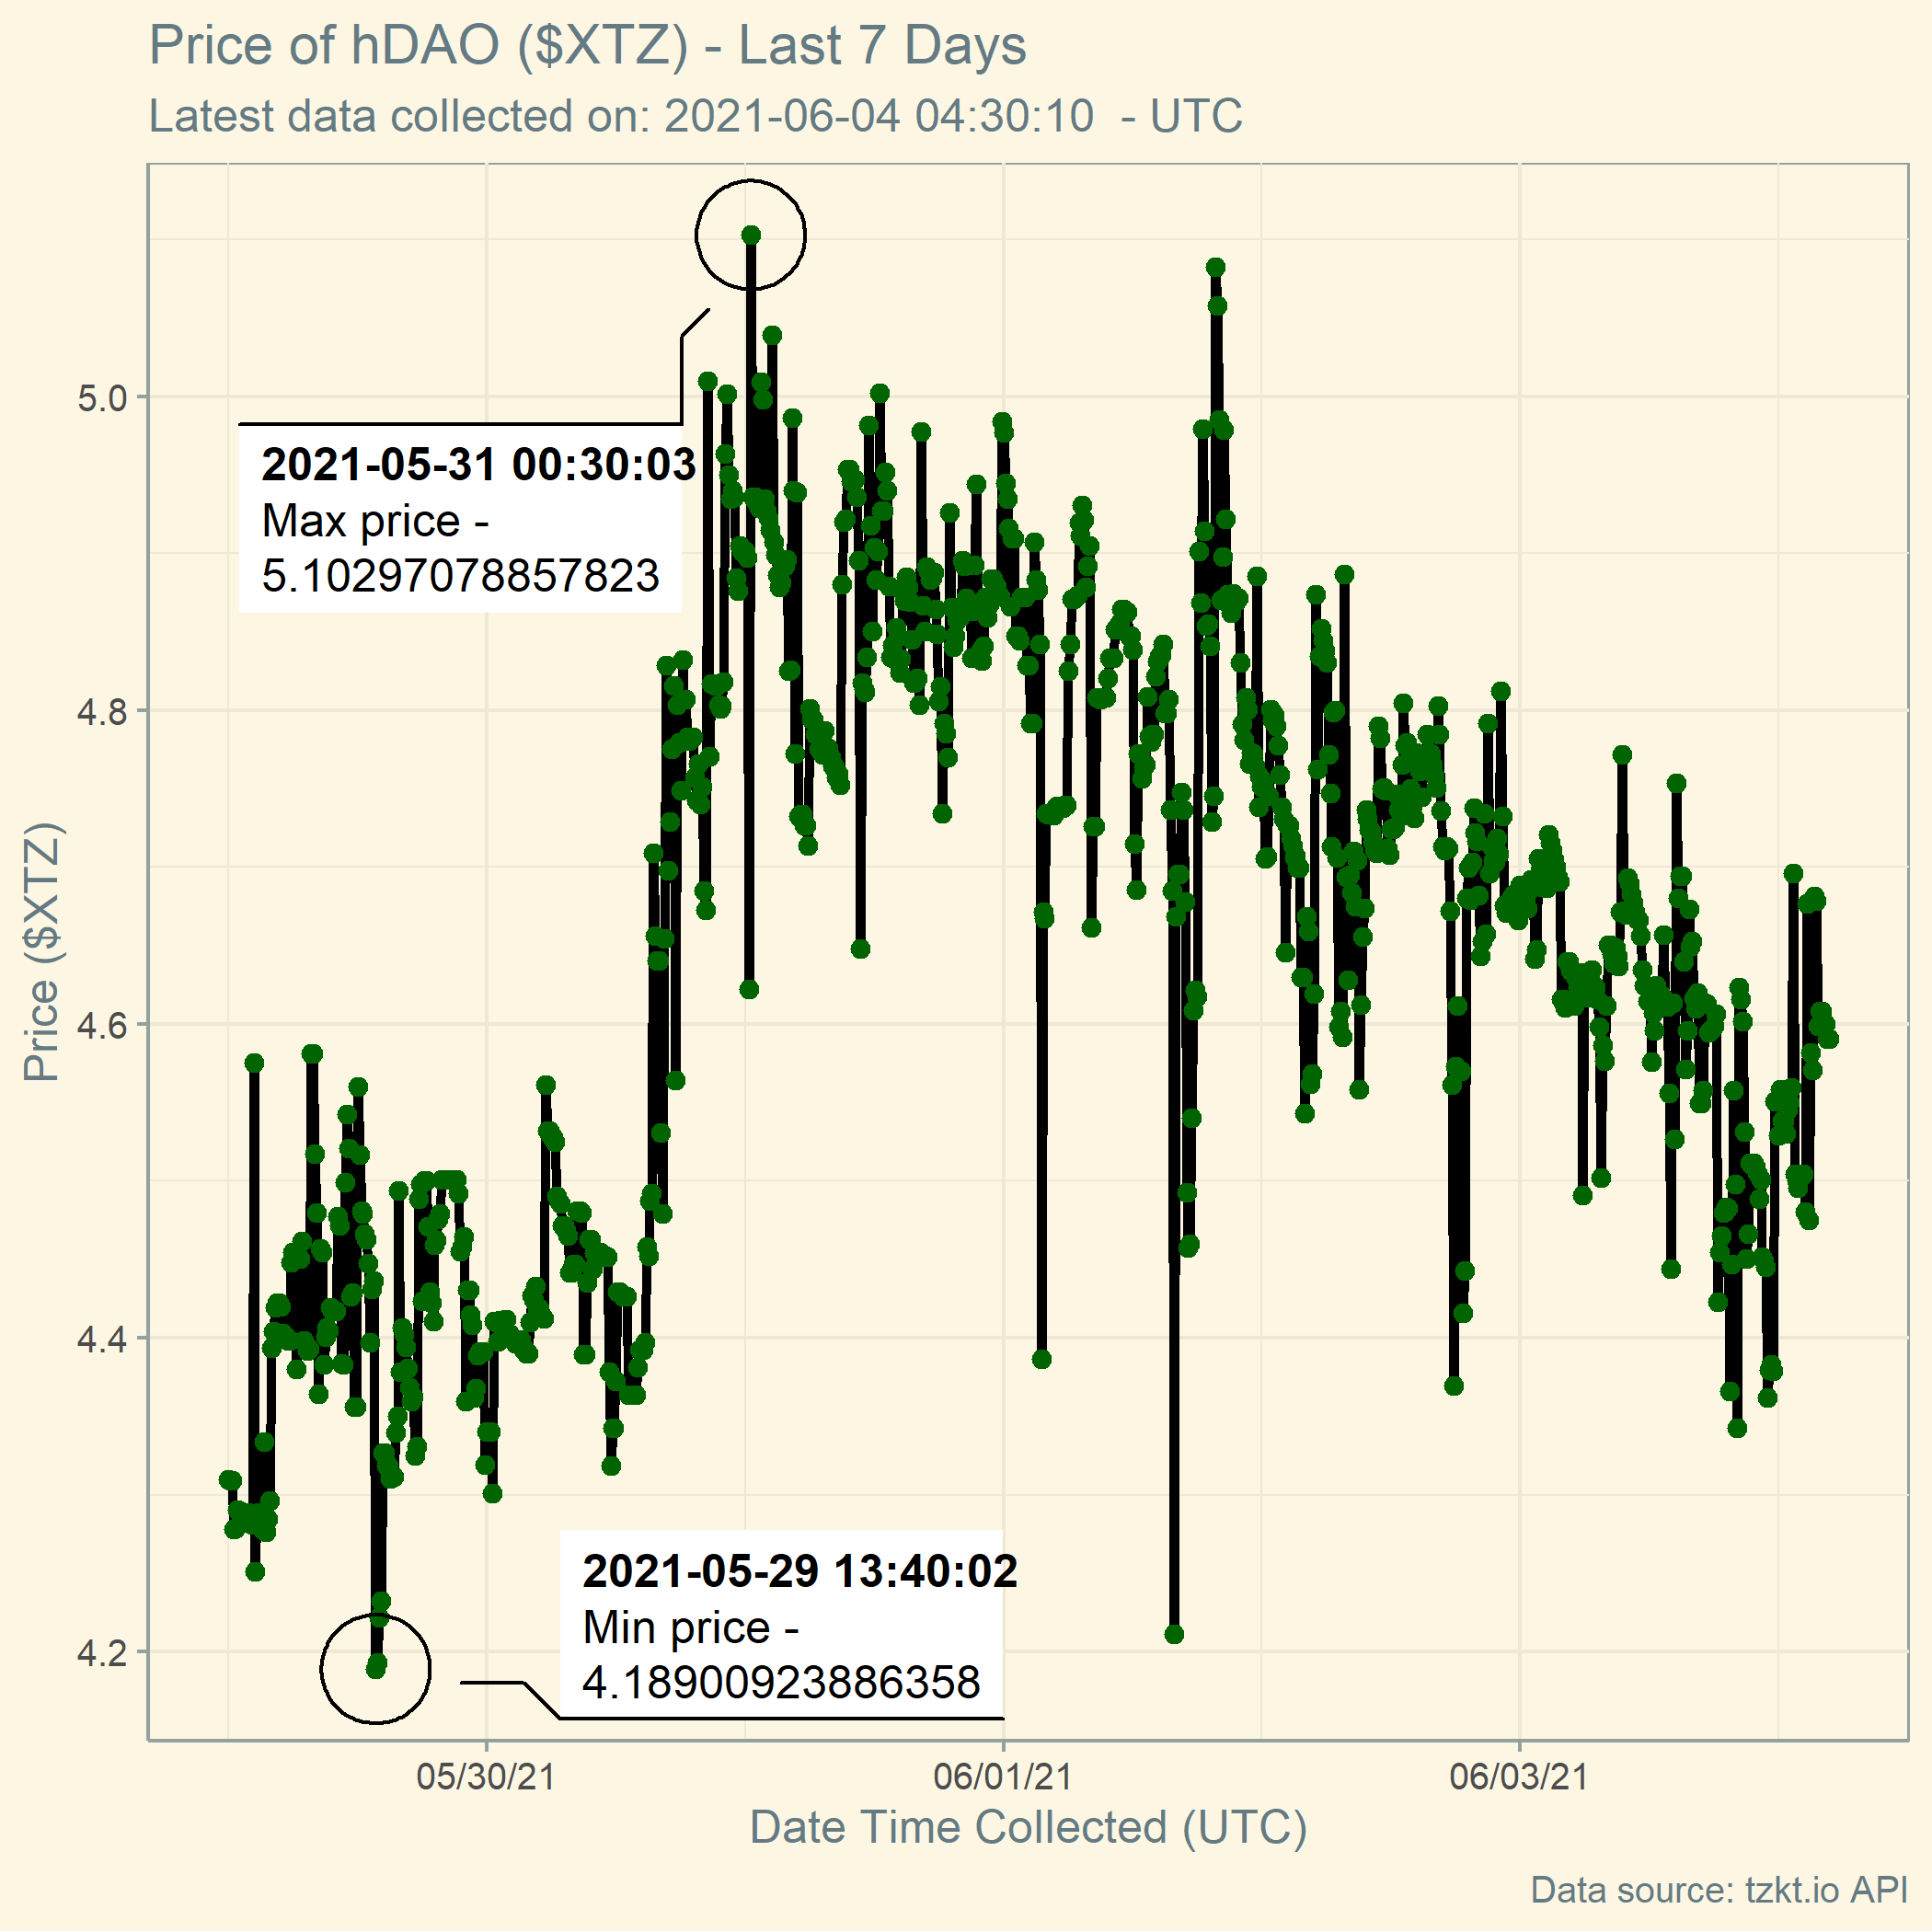 Price of hDAO ($XTZ) - Last 7 Days
Latest data collected on: 2021-06-04 04:30:10  - UTC
Price ($XTZ)
5.0
4.8
4.6
4.4
4.2
2021-05-31 00:30:03
Max price -
5.10297078857823
2021-05-29 13:40:02
Min price -
4.18900923886358
05/30/21
06/01/21
06/03/21
Date Time Collected (UTC)
Data source: tzkt.io API